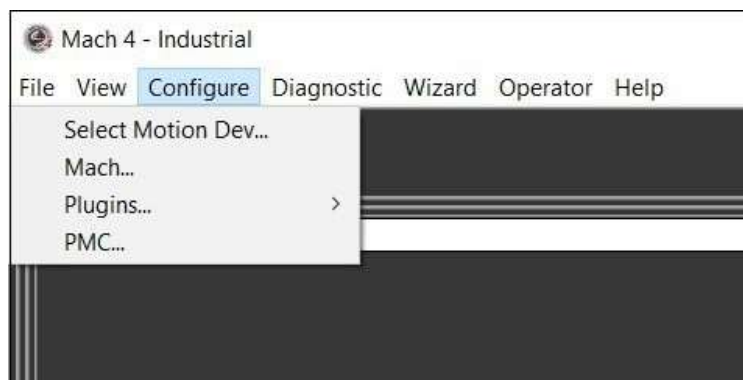 Mach 4 - Industrial
File View Configure Diagnostic Wizard Operator Help
Select Motion Dev...
Mach...
Plugins...
PMC...